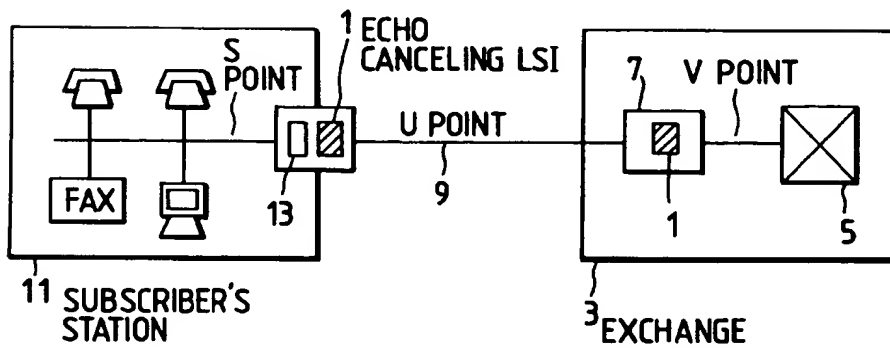 S
POINT
1 ECHO
CANCELING LSI
7
V POINT
U POINT
FAX
13
9
1
5
11 SUBSCRIBER'S
STATION
3 EXCHANGE